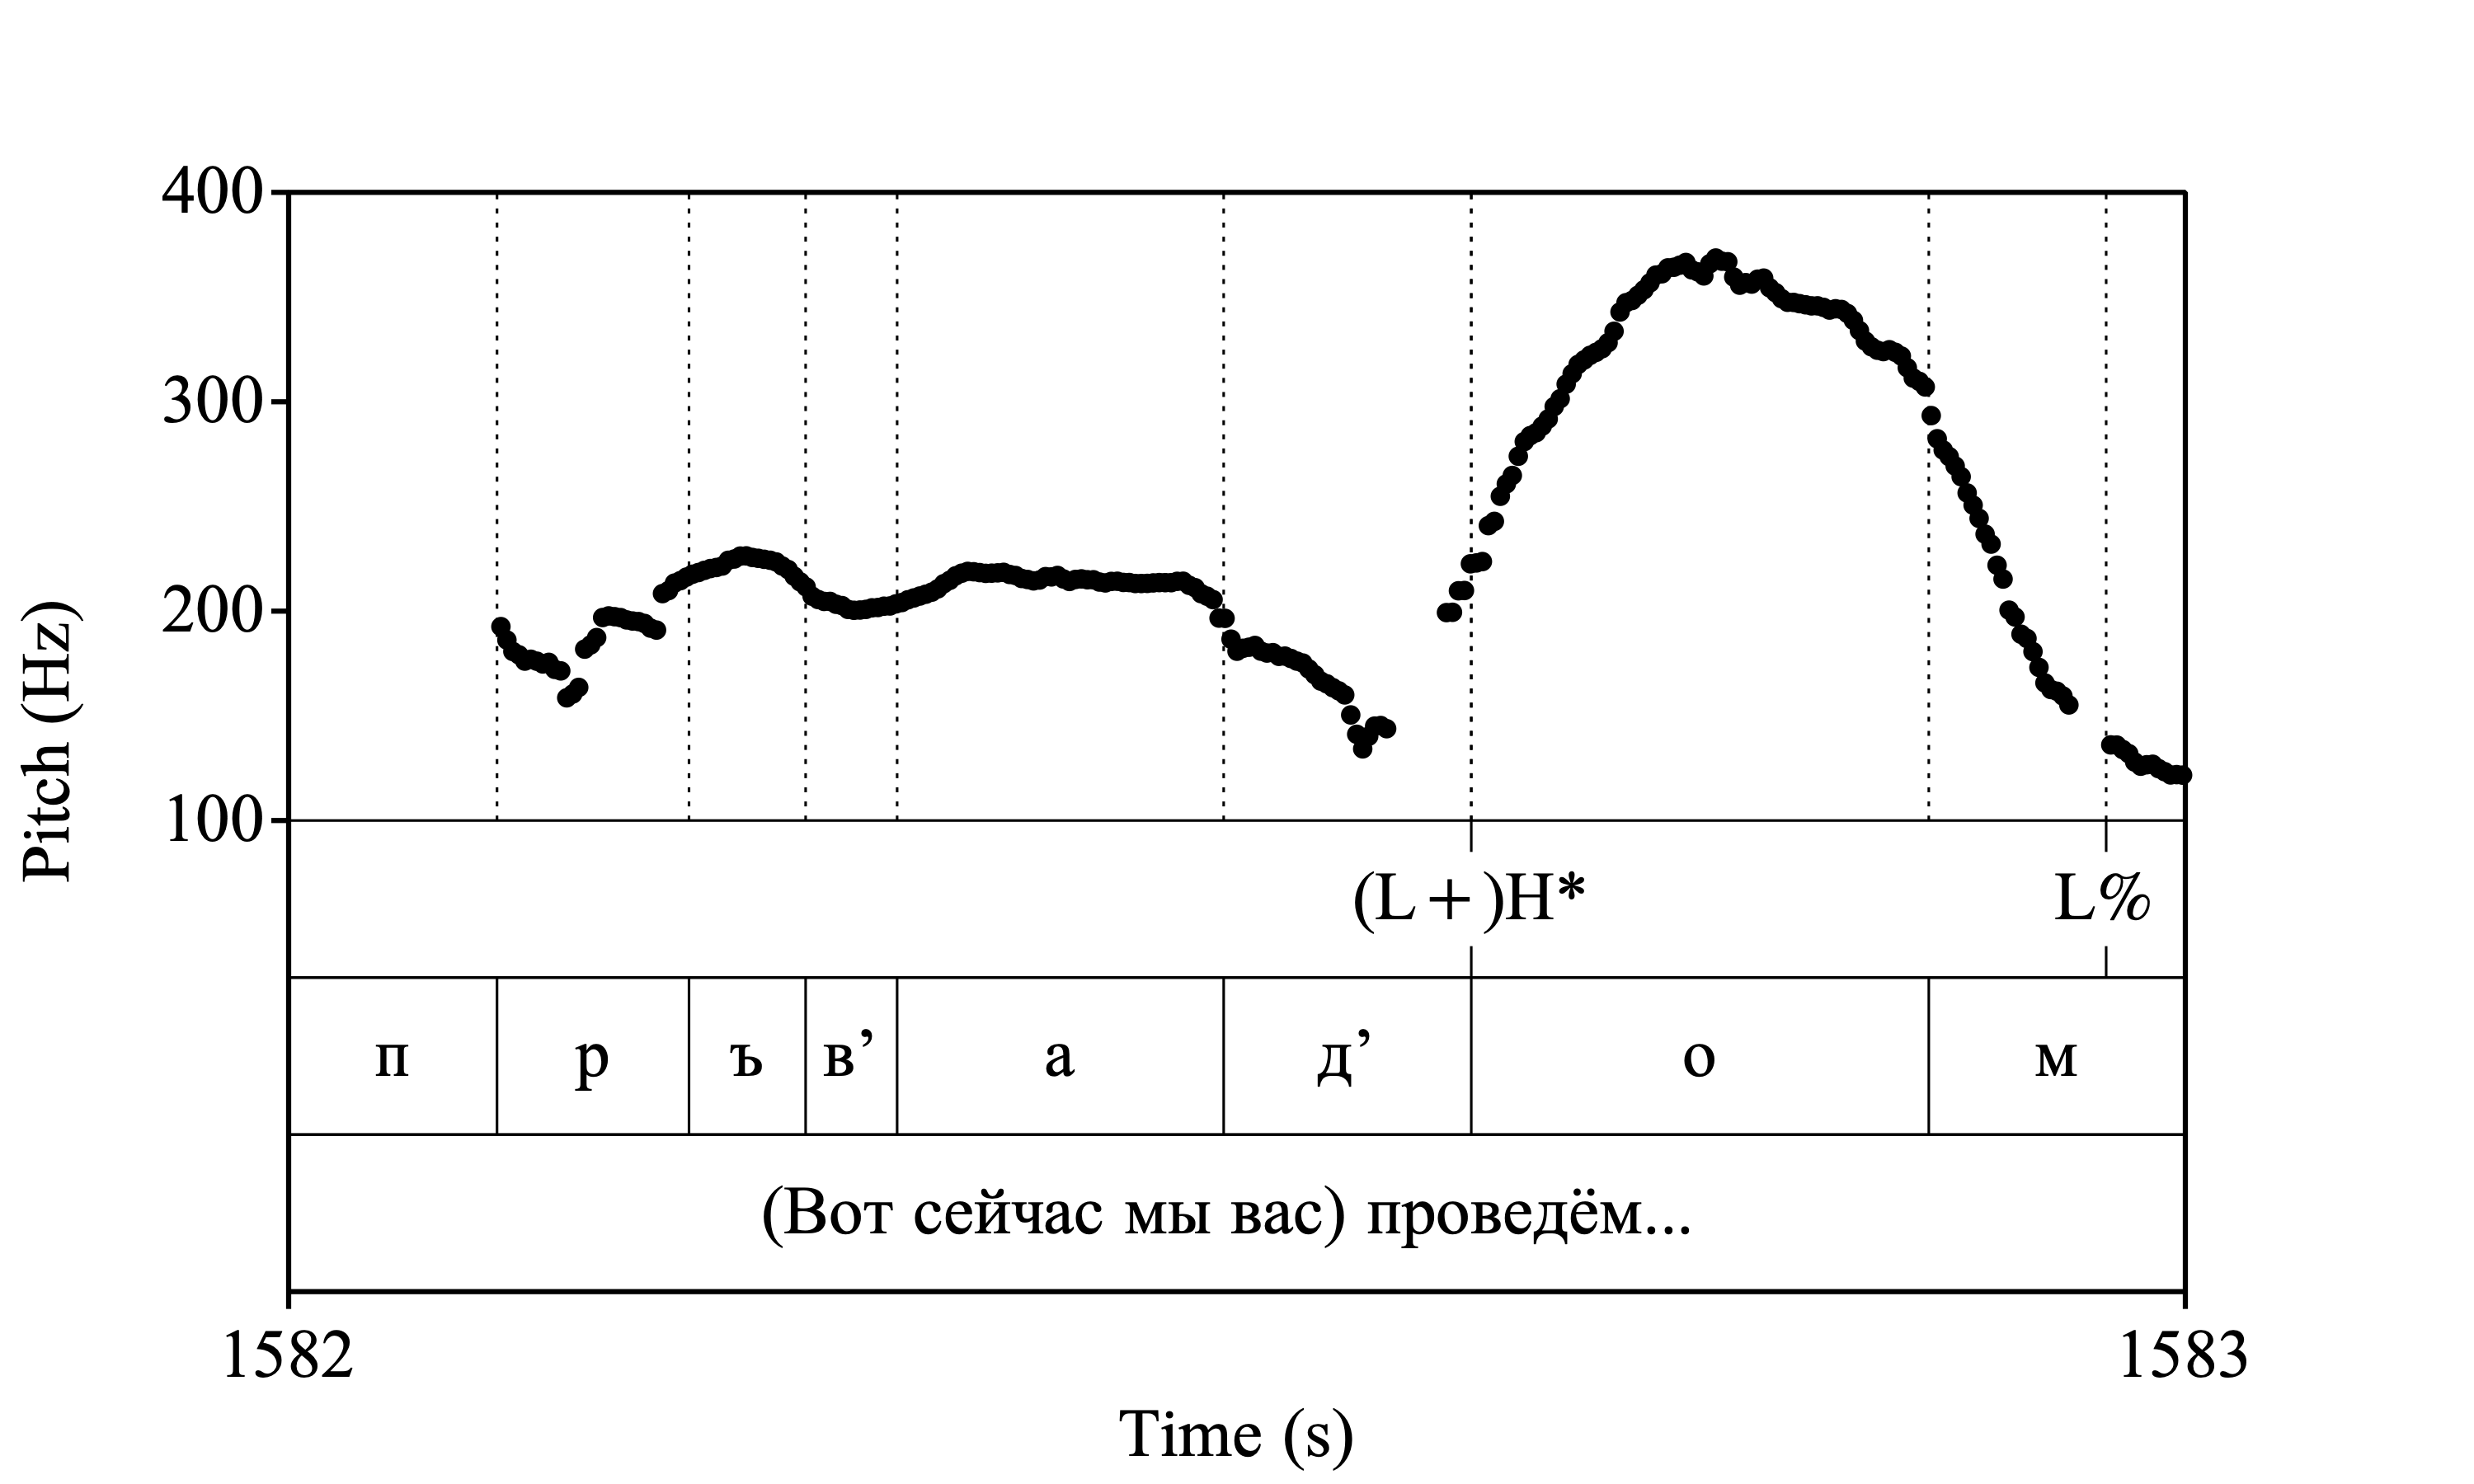 400
300
200
100
Pitch (Hz)
(L+)H* L%
п р ъ в’ а д’ о м
(Вот сейчас мы вас) проведём...
1582 1583
Time (s)